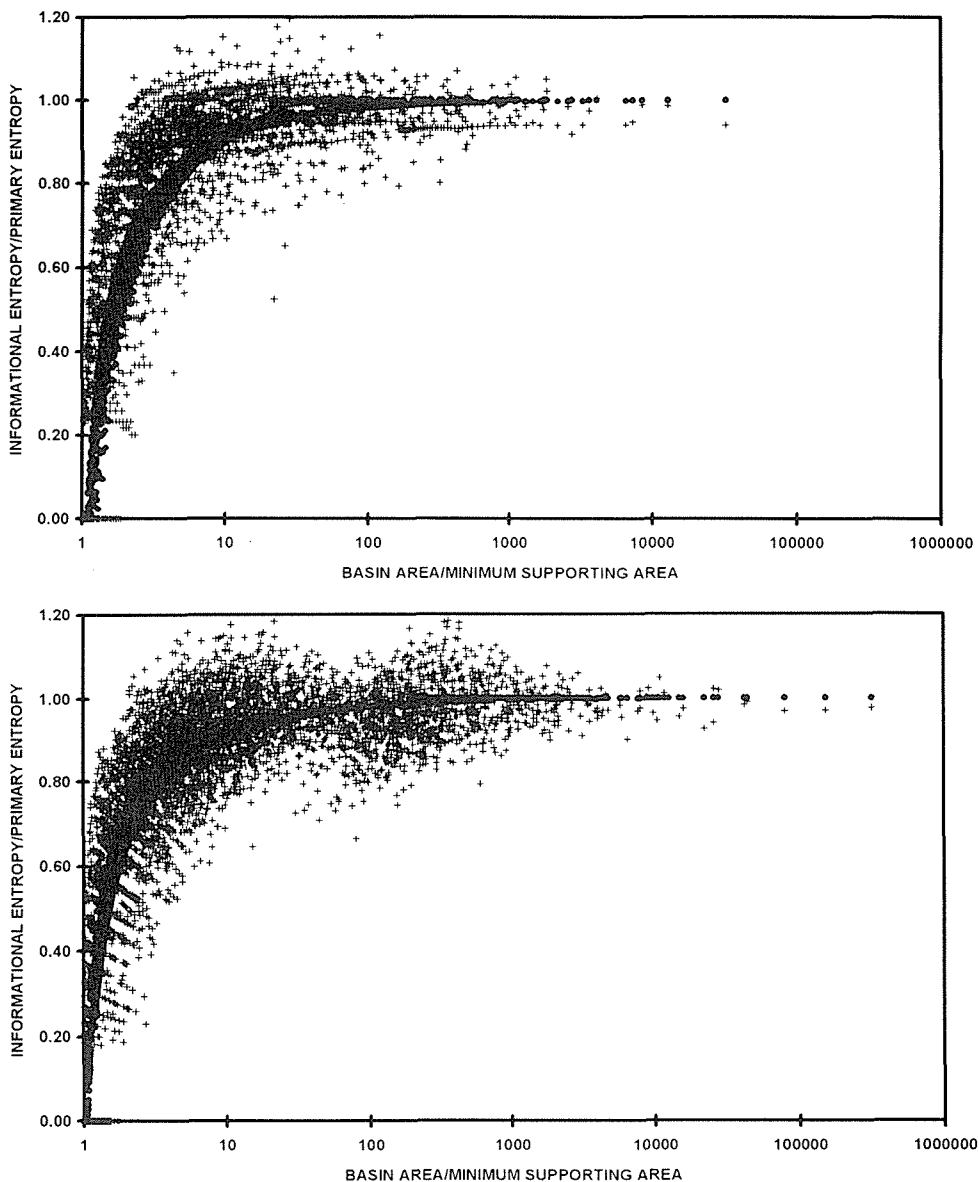 INFORMATIONAL ENTROPY/PRIMARY ENTROPY
1.20
1.00
0.80
0.60
0.40
0.20
0.00
1 10 100 1000 10000 100000 1000000
BASIN AREA/MINIMUM SUPPORTING AREA
INFORMATIONAL ENTROPY/PRIMARY ENTROPY
1.20
1.00
0.80
0.60
0.40
0.20
0.00
1 10 100 1000 10000 100000 1000000
BASIN AREA/MINIMUM SUPPORTING AREA